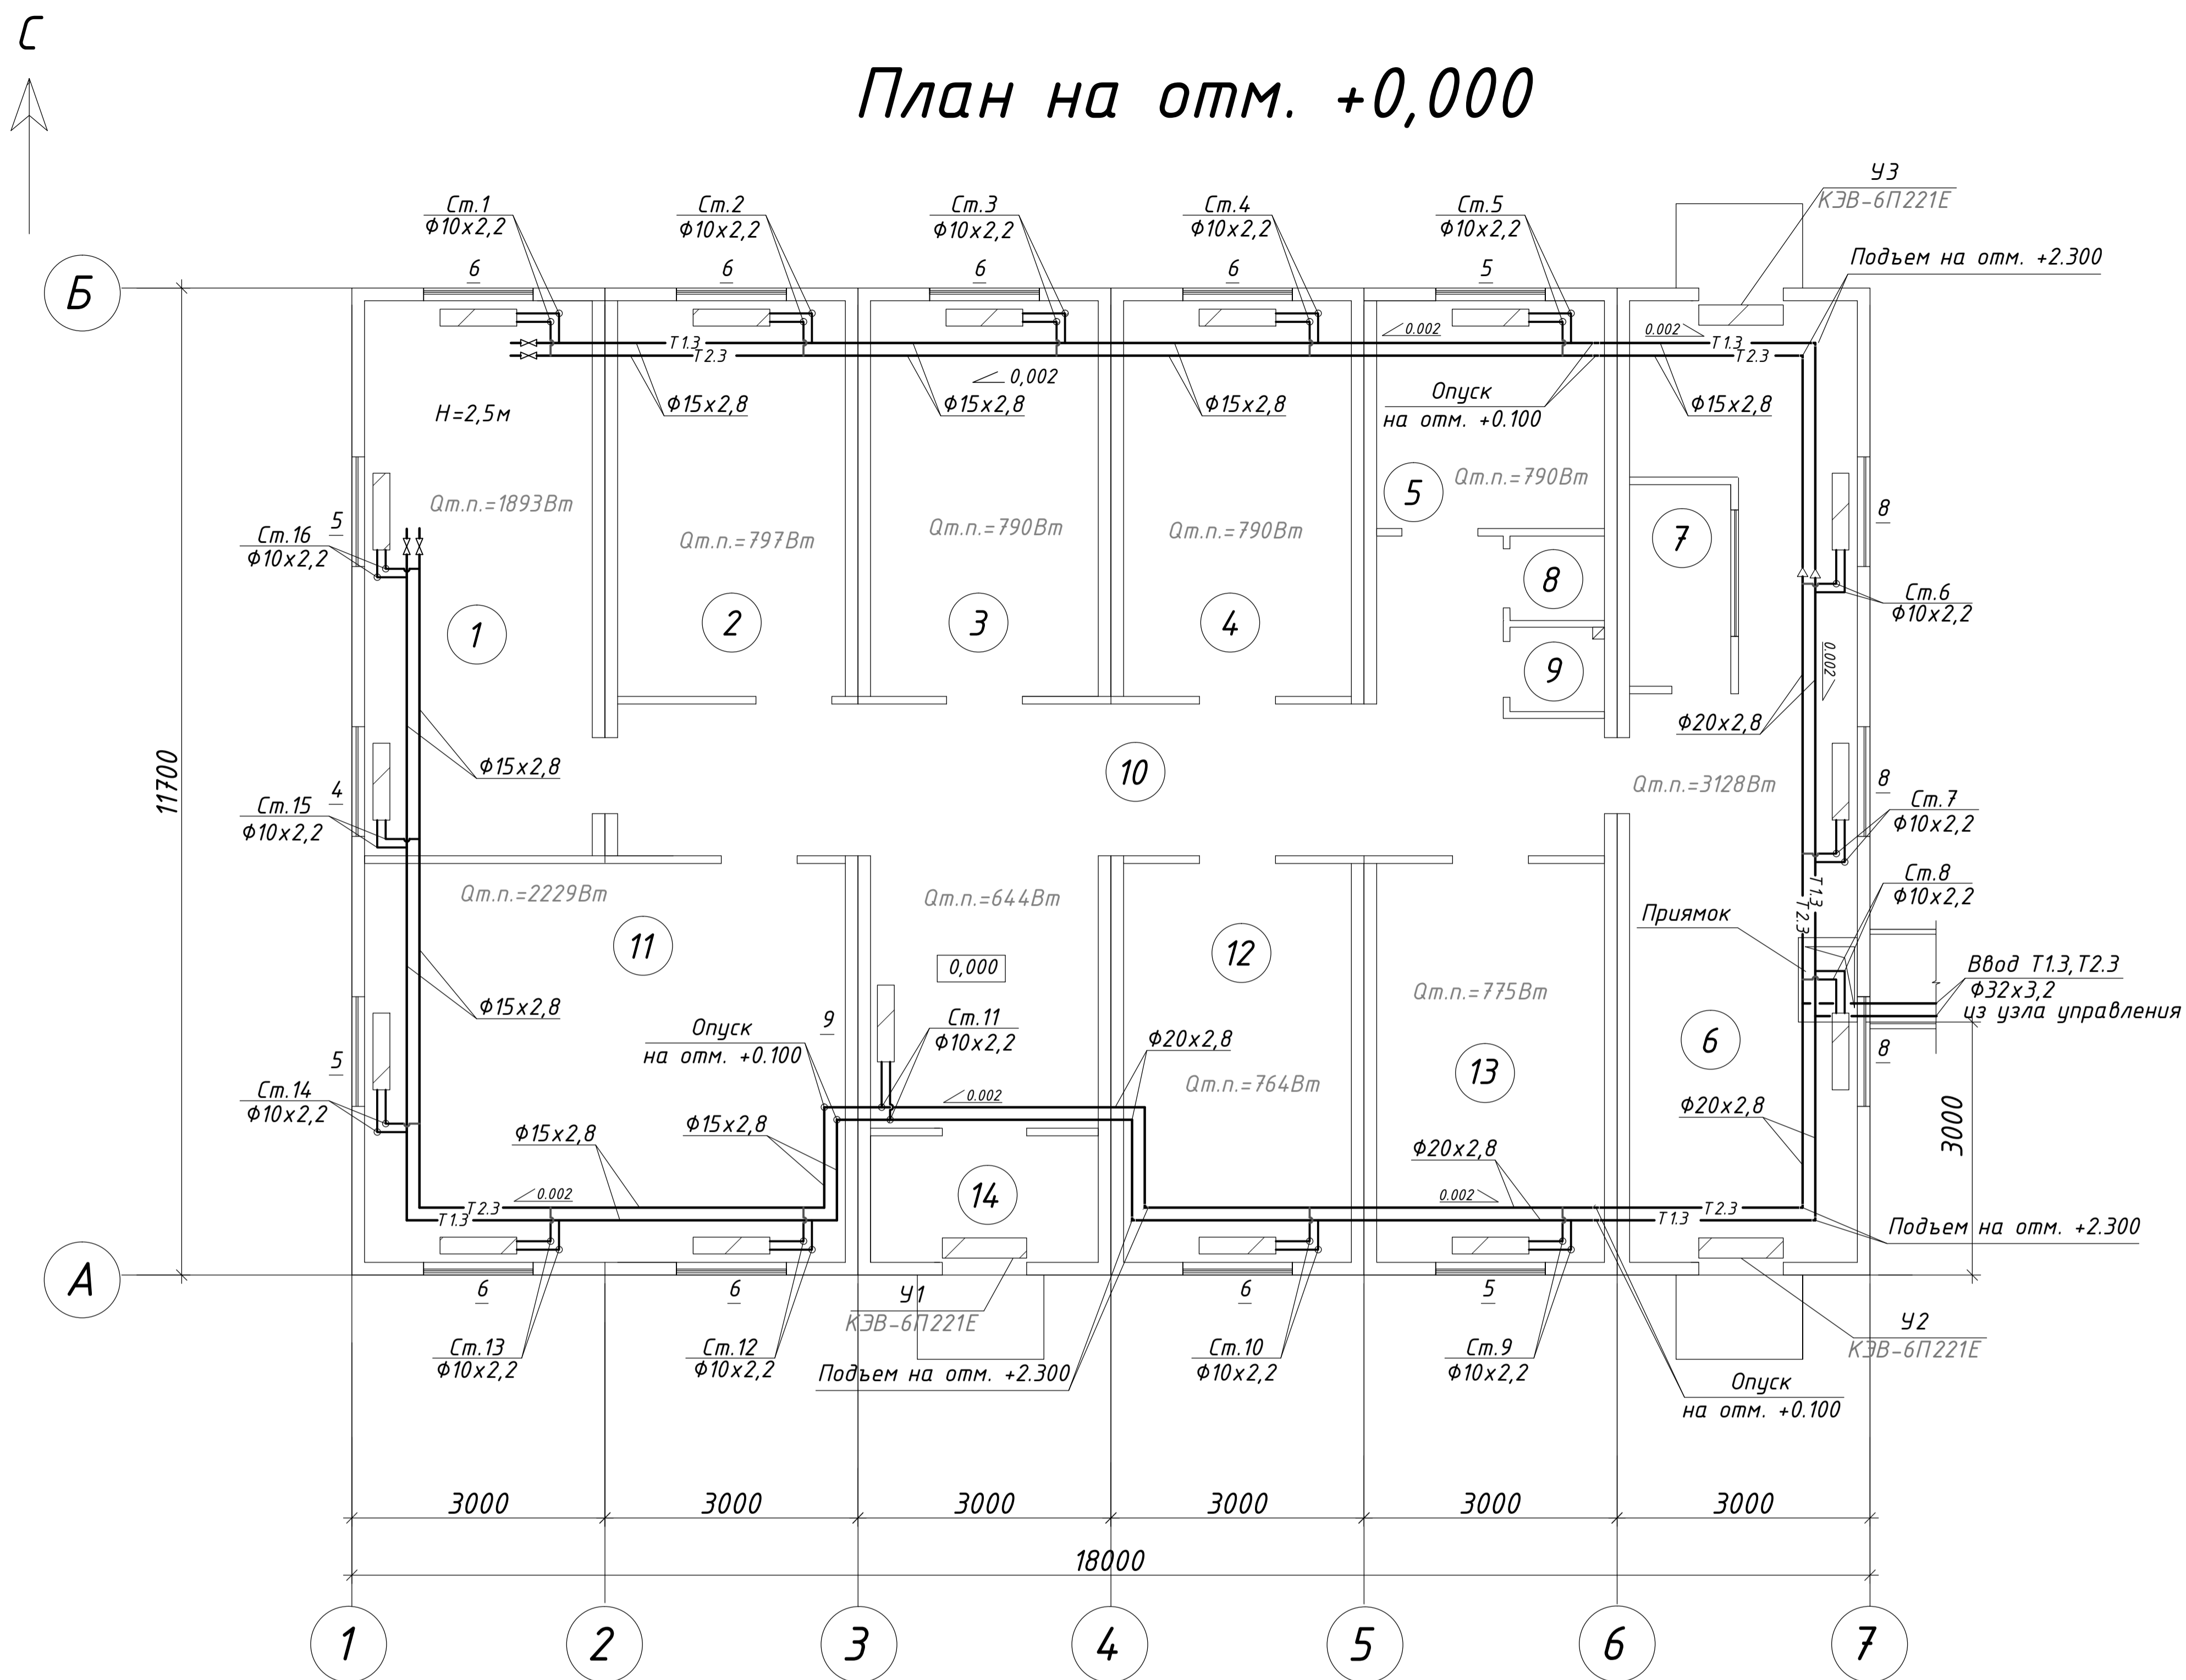 С
План на отм. +0,000
У3
КЭВ-6П221Е
Подъем на отм. +2.300
Ст.1
Ф10х2,2
Ст.2
Ф10х2,2
Ст.3
Ф10х2,2
Ст.4
Ф10х2,2
Ст.5
Ф10х2,2
6
6
6
6
5
Б
0.002
0.002
Т1.3
Т2.3
Т1.3
Т2.3
0,002
Н=2,5м
Ф15х2,8
Ф15х2,8
Ф15х2,8
Опуск
на отм. +0.100
Ф15х2,8
Qт.п.=1893Вт
Qт.п.=797Вт
Qт.п.=790Вт
Qт.п.=790Вт
5
Qт.п.=790Вт
7
8
Ст.16
Ф10х2,2
5
8
Ст.6
Ф10х2,2
1
2
3
4
9
0.002
Ф20х2,8
11700
Ф15х2,8
10
Qт.п.=3128Вт
8
Ст.15
Ф10х2,2
4
Ст.7
Ф10х2,2
Ст.8
Ф10х2,2
Т1.3
Т2.3
Qт.п.=2229Вт
Qт.п.=644Вт
Приямок
11
12
0,000
Qт.п.=775Вт
Ввод Т1.3,Т2.3
Ф32х3,2
из узла управления
Ф15х2,8
Опуск
на отм. +0.100
9
Ст.11
Ф10х2,2
Ф20х2,8
6
8
5
Qт.п.=764Вт
13
Ст.14
Ф10х2,2
0.002
Ф20х2,8
3000
Ф15х2,8
Ф15х2,8
Ф20х2,8
14
0.002
0.002
Т2.3
Т1.3
Т2.3
Т1.3
Подъем на отм. +2.300
А
6
6
У1
КЭВ-6П221Е
6
5
У2
КЭВ-6П221Е
Ст.13
Ф10х2,2
Ст.12
Ф10х2,2
Подъем на отм. +2.300
Ст.10
Ф10х2,2
Ст.9
Ф10х2,2
Опуск
на отм. +0.100
3000
3000
3000
3000
3000
3000
18000
1
2
3
4
5
6
7